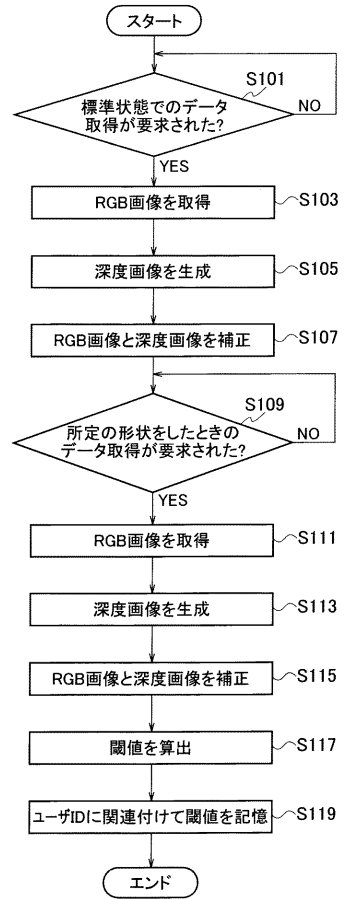 スタート
S101
標準状態でのデータ
取得が要求された?
NO
YES
RGB画像を取得
S103
深度画像を生成
S105
RGB画像と深度画像を補正
S107
S109
所定の形状をしたときの
データ取得が要求された?
NO
YES
RGB画像を取得
S111
深度画像を生成
S113
RGB画像と深度画像を補正
S115
閾値を算出
S117
ユーザIDに関連付けて閾値を記憶
S119
エンド